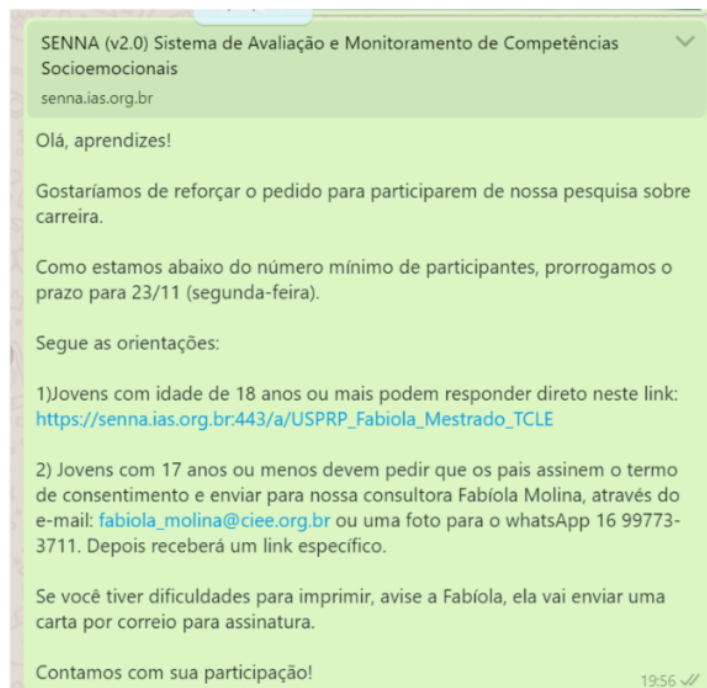 SENNA (v2.0) Sistema de Avaliação e Monitoramento de Competências
Socioemocionais
senna.ias.org.br
Olá, aprendizes!
Gostaríamos de reforçar o pedido para participarem de nossa pesquisa sobre
carreira.
Como estamos abaixo do número mínimo de participantes, prorrogamos o
prazo para 23/11 (segunda-feira).
Segue as orientações:
1)Jovens com idade de 18 anos ou mais podem responder direto neste link:
https://senna.ias.org.br:443/a/USPRP_Fabiola_Mestrado_TCLE
2) Jovens com 17 anos ou menos devem pedir que os pais assinem o termo
de consentimento e enviar para nossa consultora Fabíola Molina, através do
e-mail: fabiola_molina@ciee.org.br ou uma foto para o whatsApp 16 99773-
3711. Depois receberá um link específico.
Se você tiver dificuldades para imprimir, avise a Fabíola, ela vai enviar uma
carta por correio para assinatura.
Contamos com sua participação!
19:56